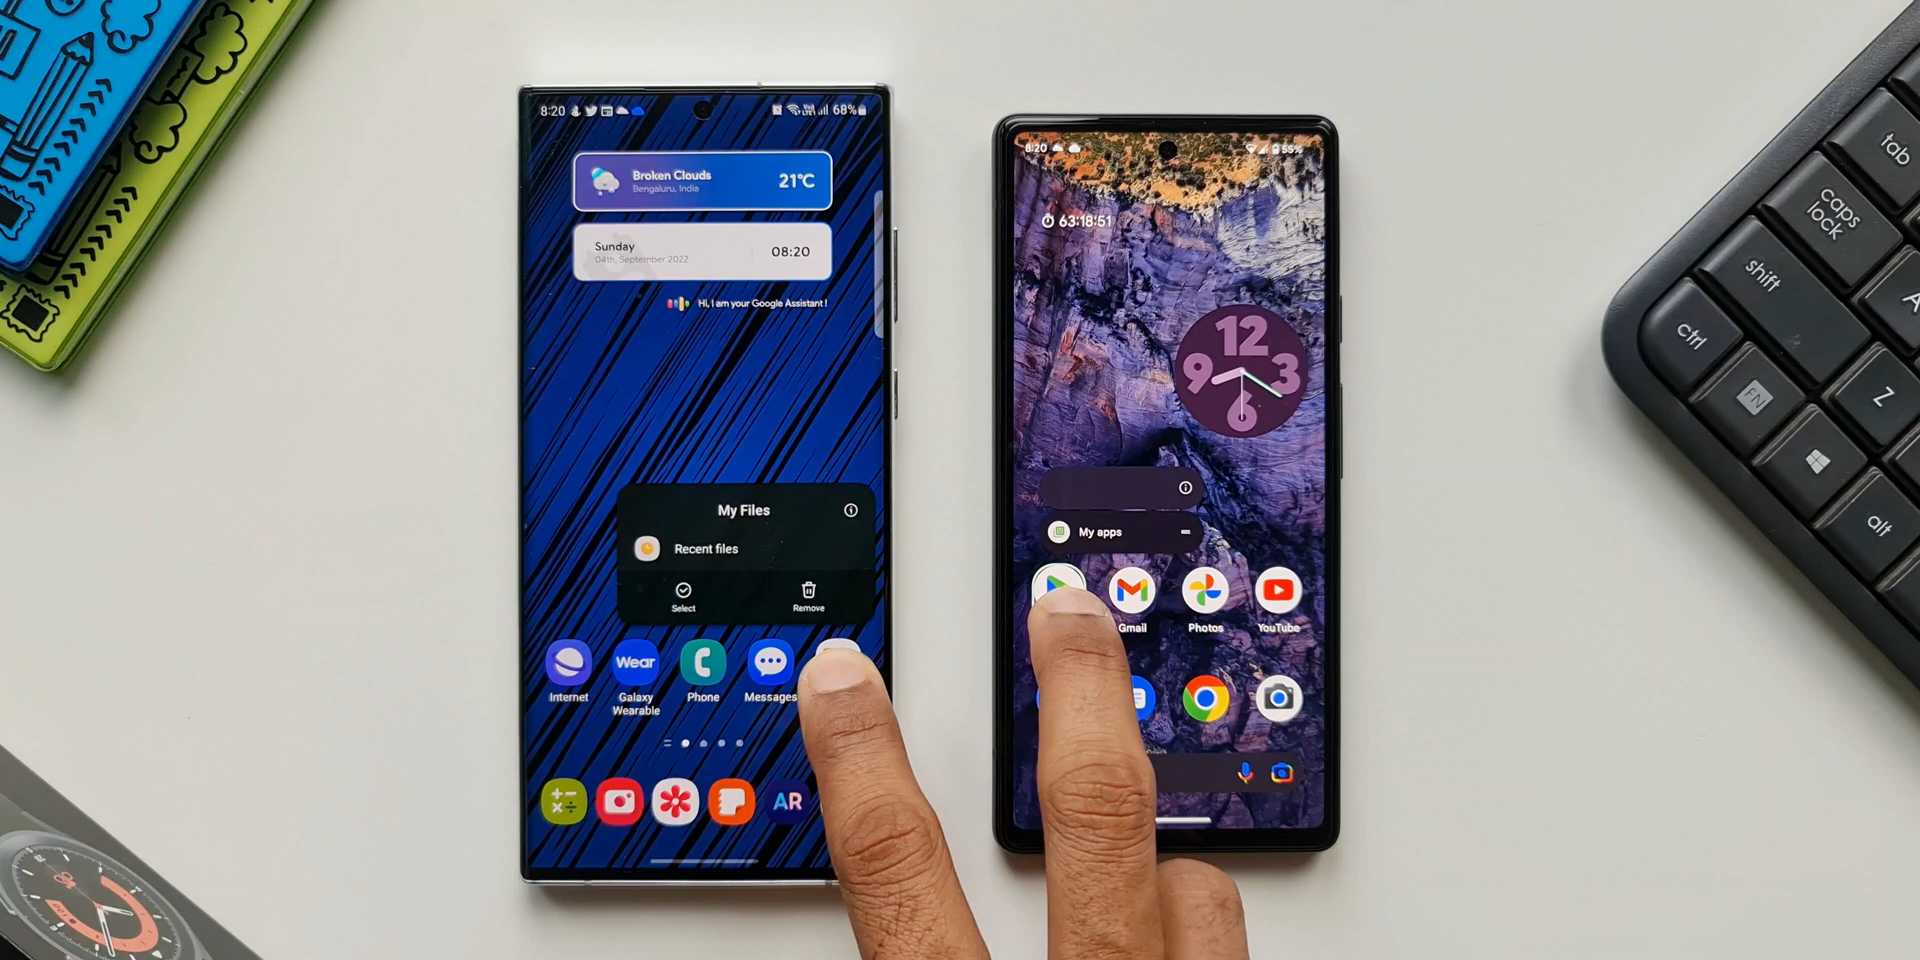 8:20
68%
Broken Clouds
Bengaluru, India
21°C
Sunday
04th, September 2022
08:20
Hi, I am your Google Assistant !
My Files
Recent files
Select
Remove
Wear
Internet
Galaxy
Wearable
Phone
Messages
AR
8:20
55%
63:18:51
12
9
3
6
My apps
Gmail
Photos
YouTube
tab
caps
lock
shift
A
ctrl
FN
Z
alt